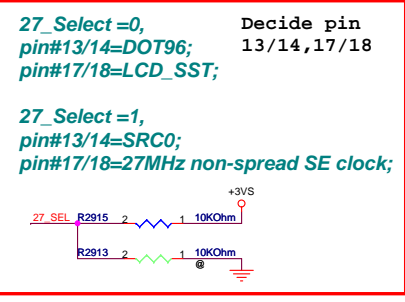 27_Select =0,
Decide pin
pin#13/14=DOT96;
13/14,17/18
pin#17/18=LCD_SST;
27_Select =1,
pin#13/14=SRC0;
pin#17/18=27MHz non-spread SE clock;
+3VS
27_SEL R2915 2 1 10KOhm
R2913 2 1 10KOhm
@